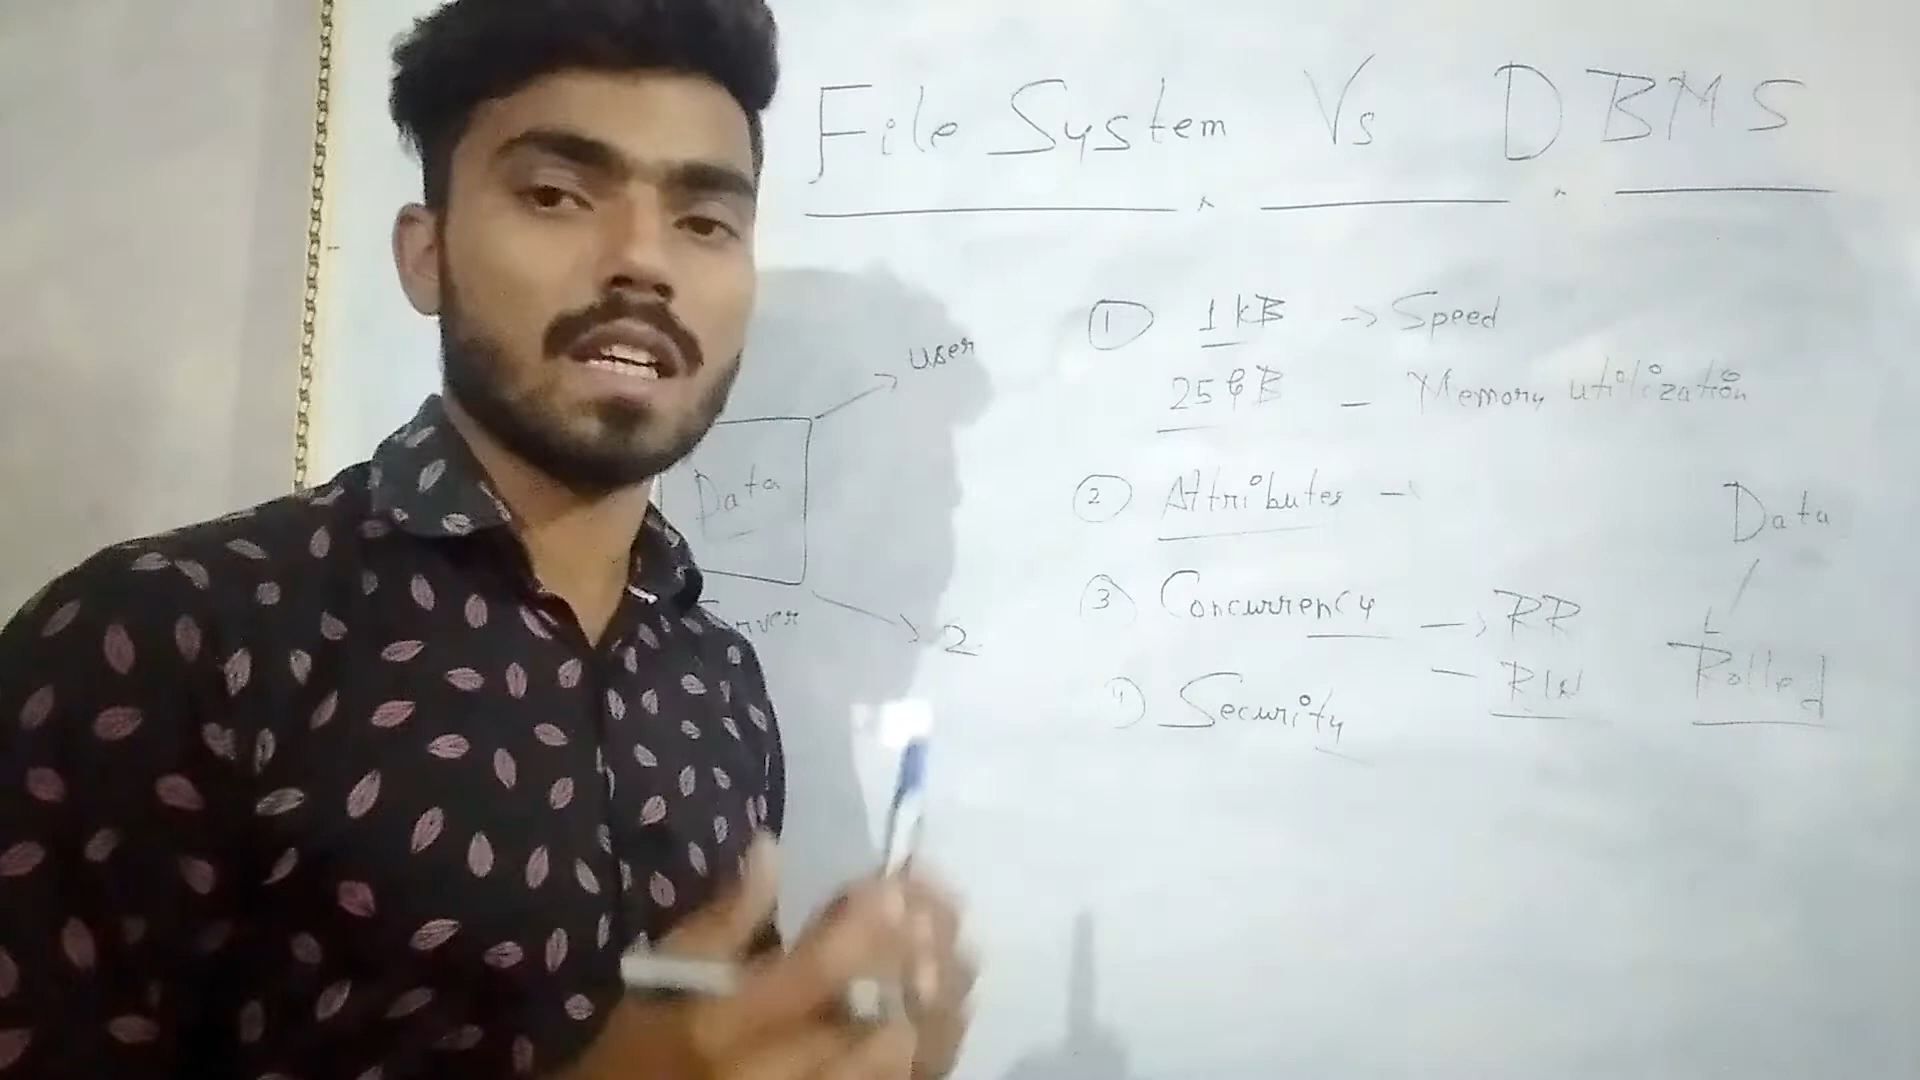 File System Vs DBMS
user
Data
2
① 1 kB → Speed
25 GB - Memory utilization
② Attributes -
③ Concurrency → RR
- RW
Security
Data
Rolled